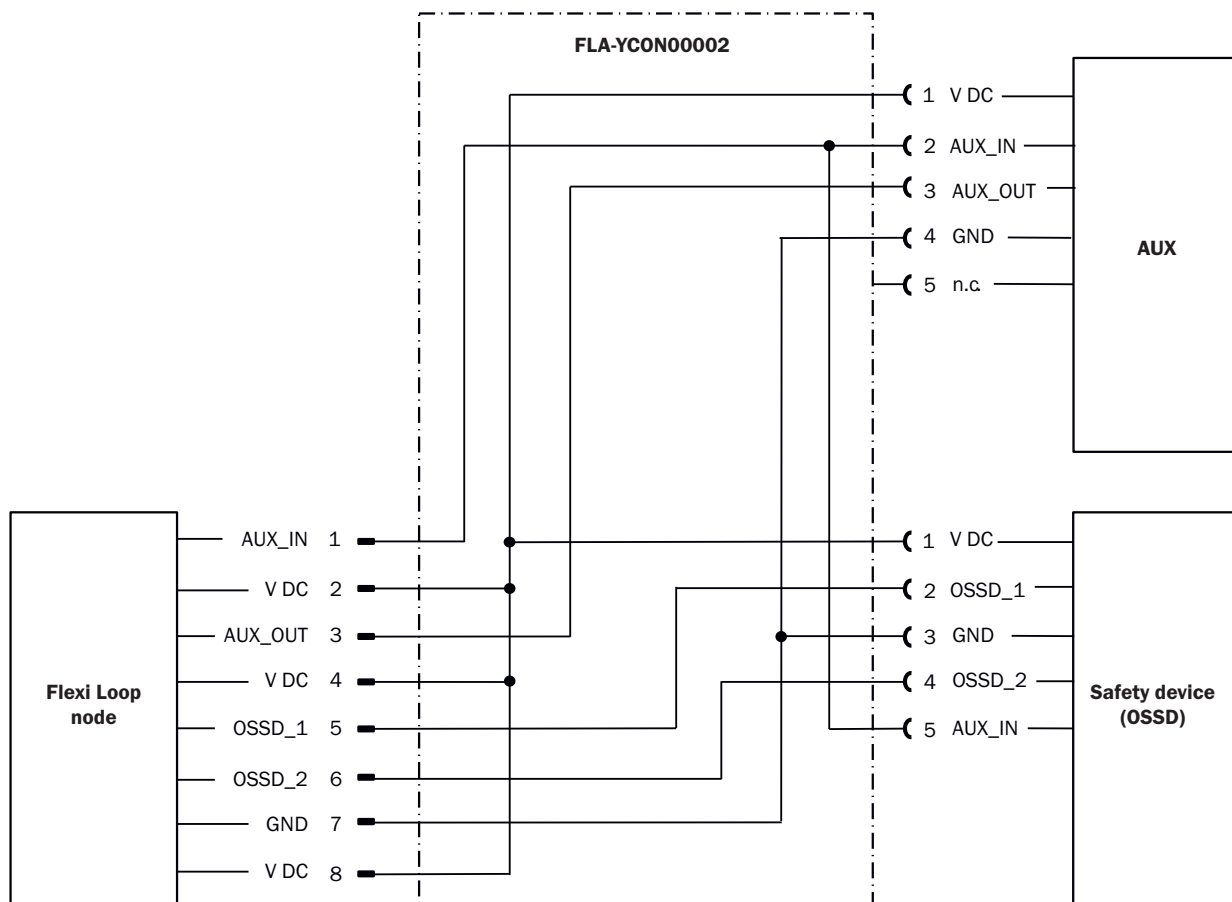 FLA-YCON00002
1 V DC
2 AUX_IN
3 AUX_OUT
4 GND
5 n.c.
AUX
AUX_IN 1
V DC 2
AUX_OUT 3
V DC 4
OSSD_1 5
OSSD_2 6
GND 7
V DC 8
Flexi Loop
node
1 V DC
2 OSSD_1
3 GND
4 OSSD_2
5 AUX_IN
Safety device
(OSSD)